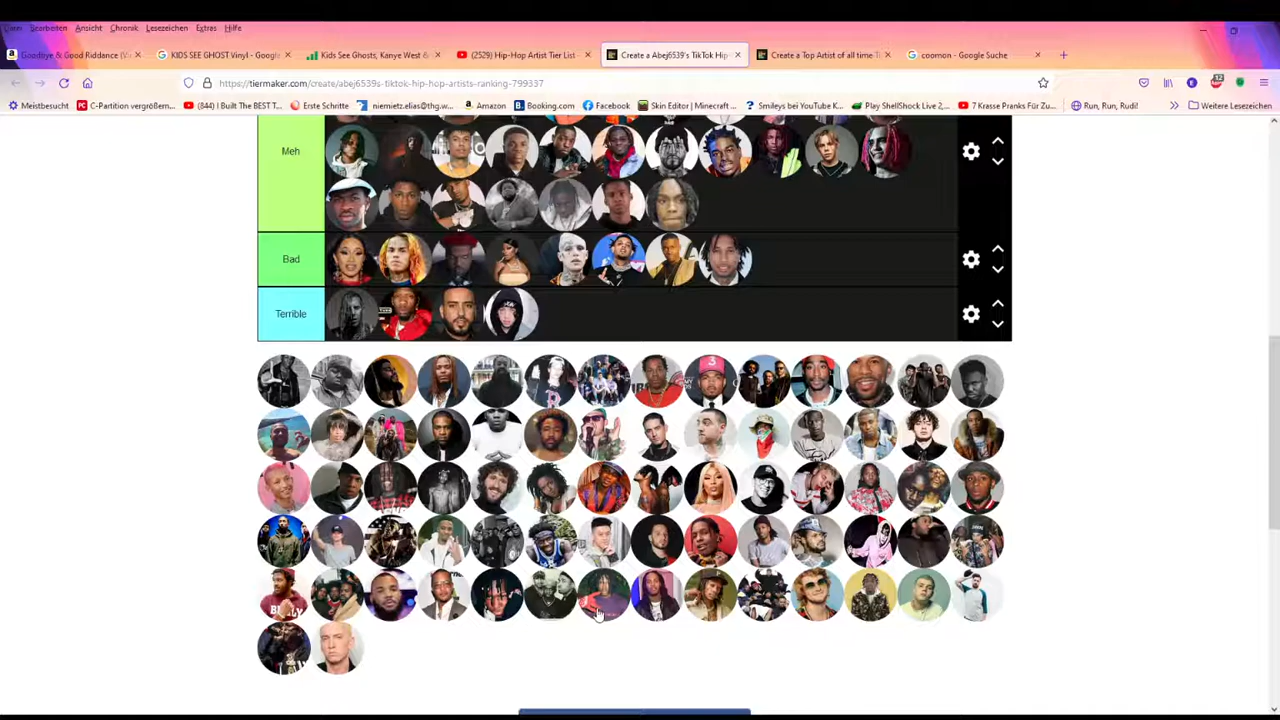 Datei Bearbeiten Ansicht Chronik Lesezeichen Extras Hilfe
Goodbye & Good Riddance (Vi
KIDS SEE GHOST Vinyl - Googl
Kids See Ghosts, Kanye West &
(2529) Hip-Hop Artist Tier List -
Create a Abej6539's TikTok Hip-
Create a Top Artist of all time-Ti
coomon - Google Suche
https://tiermaker.com/create/abej6539s-tiktok-hip-hop-artists-ranking-799337
Meistbesucht
C-Partition vergrößern...
(844) I Built The BEST T...
Erste Schritte
niemietz.elias@thg.w...
Amazon
Booking.com
Facebook
Skin Editor | Minecraft ...
Smileys bei YouTube K...
Play ShellShock Live 2,...
7 Krasse Pranks Für Zu...
Run, Run, Rudi!
Weitere Lesezeichen
Meh
Bad
Terrible